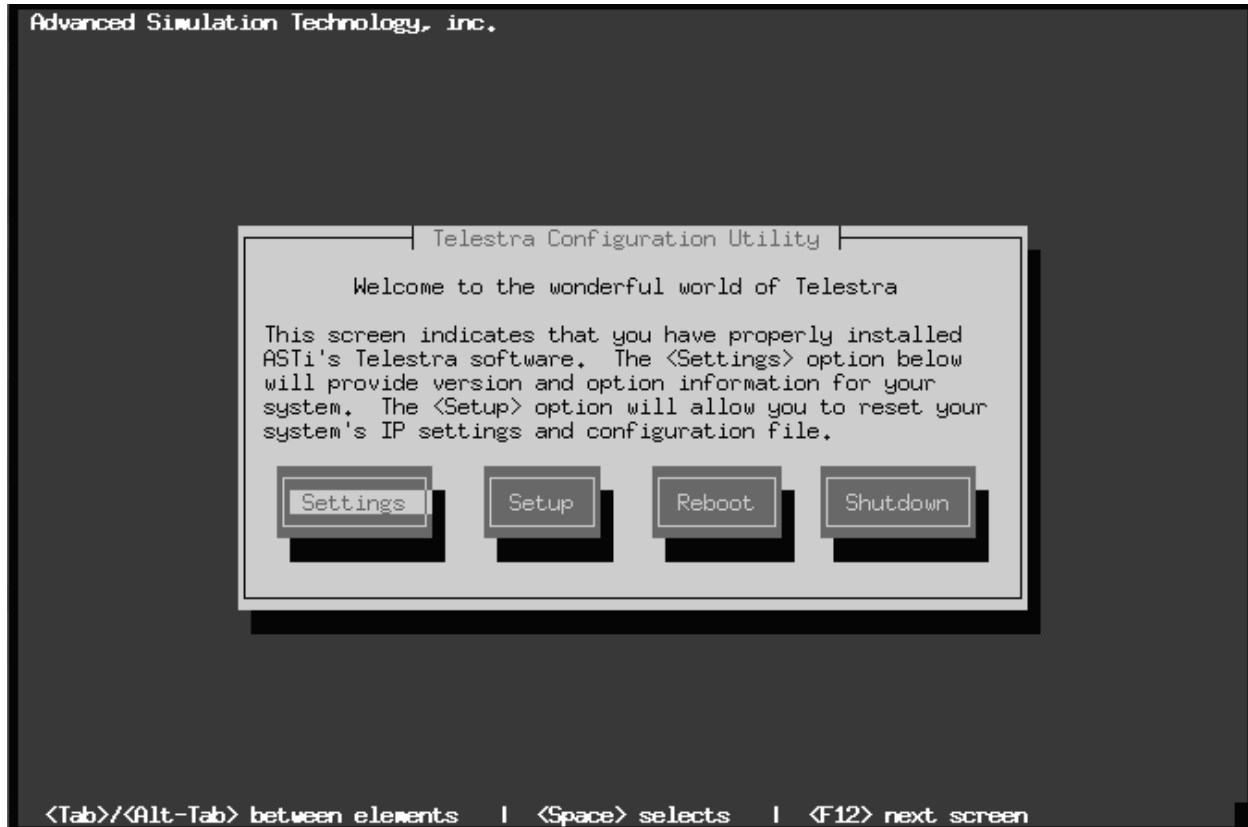 Advanced Simulation Technology, inc.
Telestra Configuration Utility
Welcome to the wonderful world of Telestra
This screen indicates that you have properly installed
ASTi's Telestra software.  The <Settings> option below
will provide version and option information for your
system.  The <Setup> option will allow you to reset your
system's IP settings and configuration file.
Settings Setup Reboot Shutdown
<Tab>/<Alt-Tab> between elements | <Space> selects | <F12> next screen